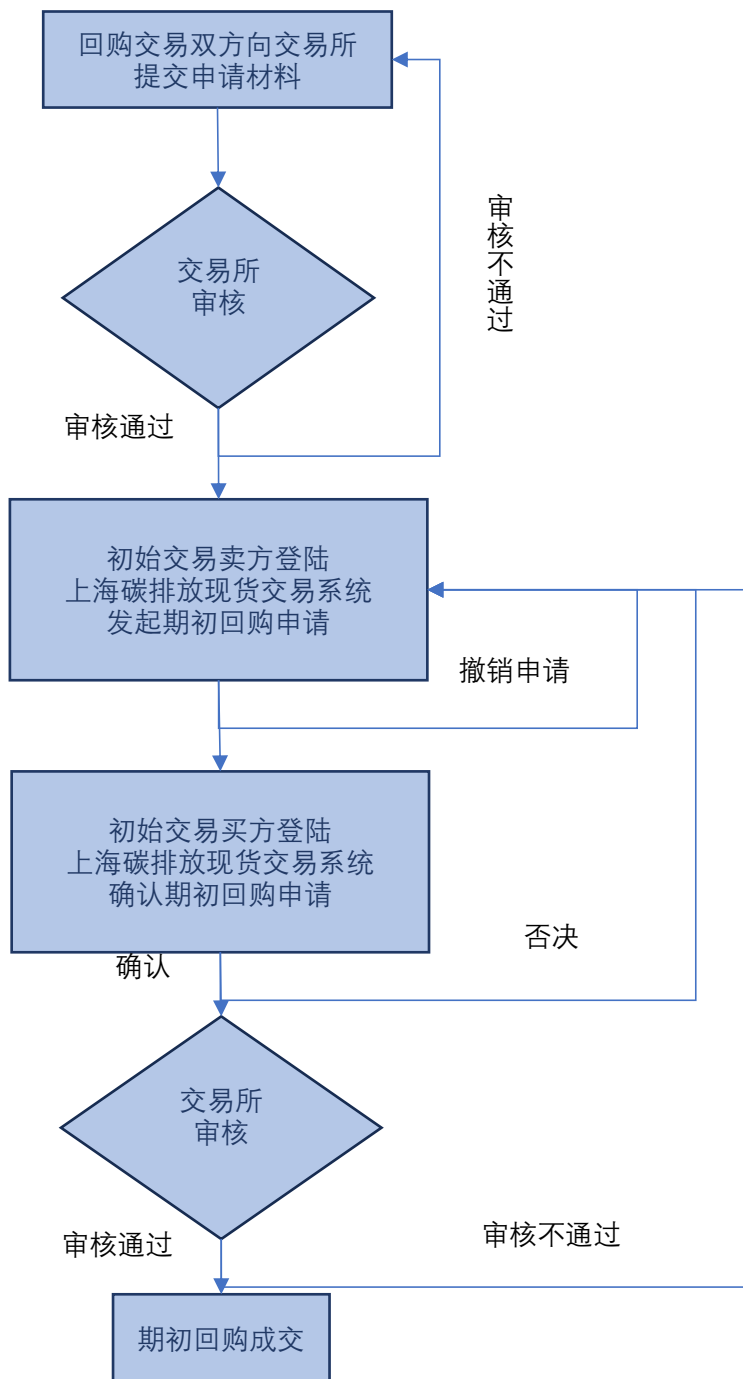 回购交易双方向交易所
提交申请材料
审核不通过
交易所
审核
审核通过
初始交易卖方登陆
上海碳排放现货交易系统
发起期初回购申请
撤销申请
初始交易买方登陆
上海碳排放现货交易系统
确认期初回购申请
否决
确认
交易所
审核
审核通过
审核不通过
期初回购成交